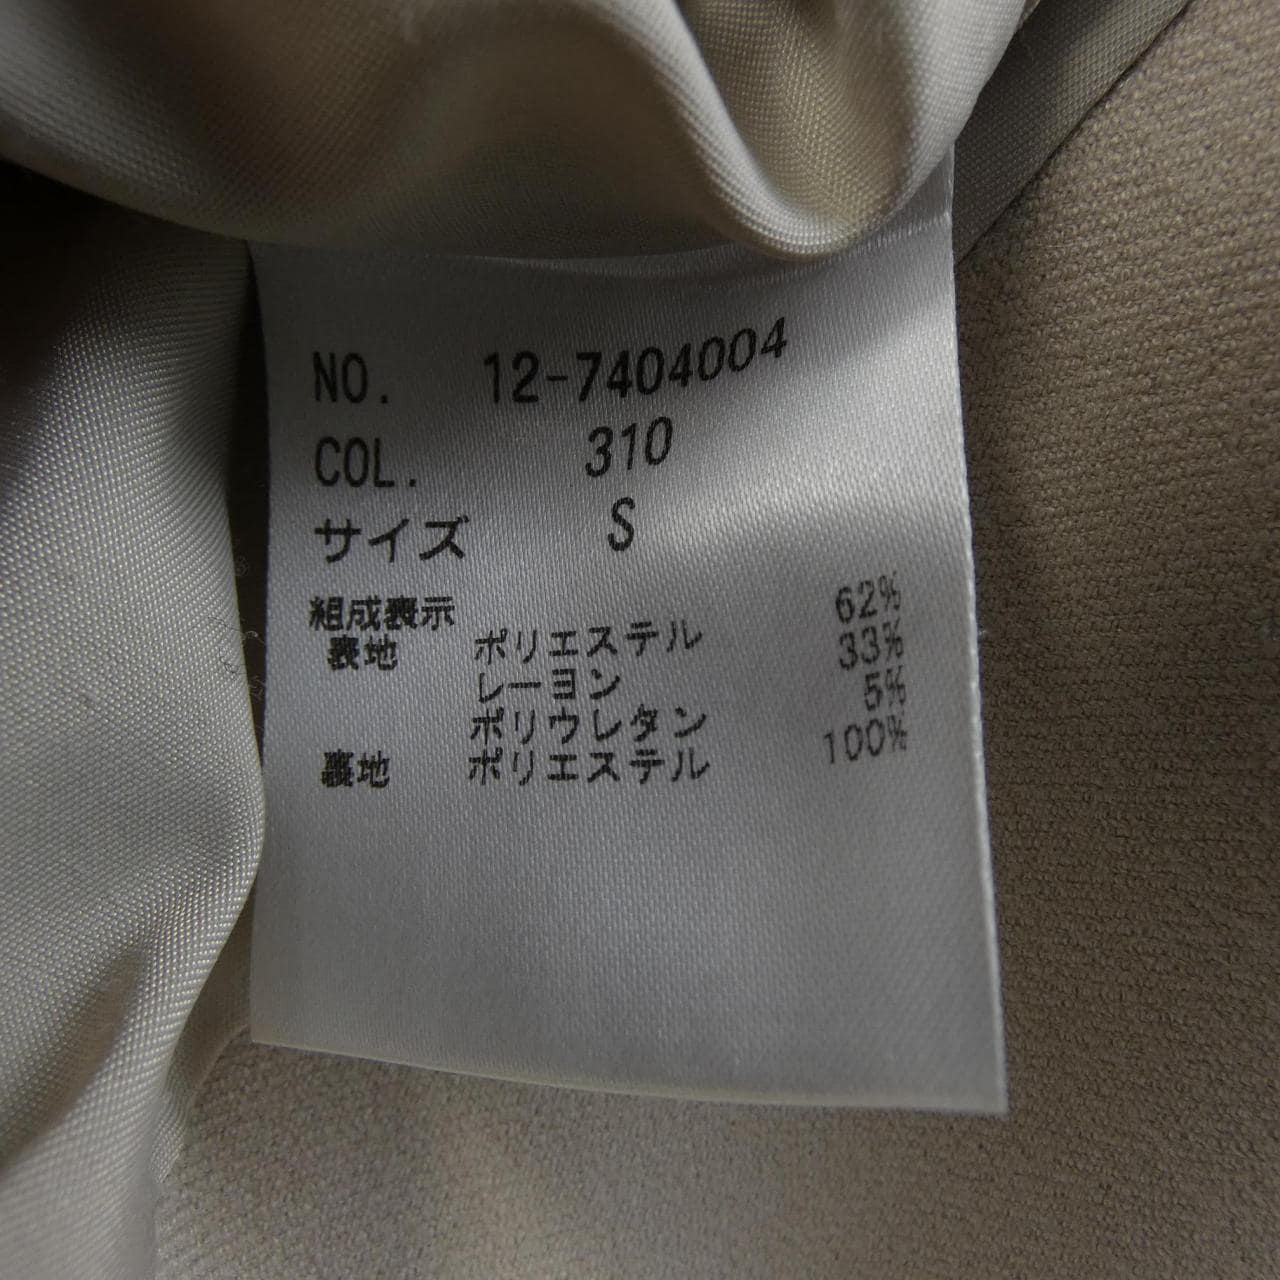 NO. 12-7404004
COL. 310
サイズ S
組成表示
表地 ポリエステル 62%
レーヨン 33%
ポリウレタン 5%
裏地 ポリエステル 100%